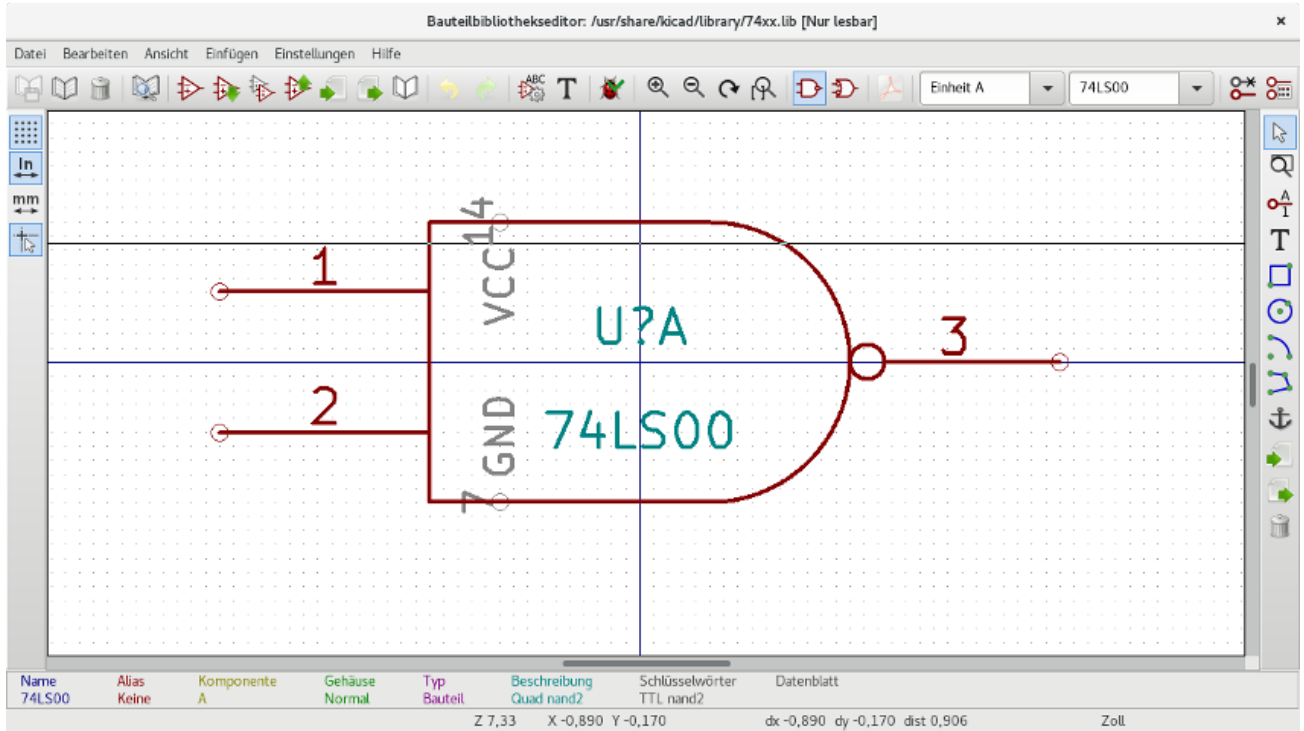 Bauteilbibliothekseditor: /usr/share/kicad/library/74xx.lib [Nur lesbar]
Datei Bearbeiten Ansicht Einfügen Einstellungen Hilfe
ABC T Einheit A 74LS00
In
mm
A
1
T
14
VCC
1
U?A
3
2
GND
74LS00
7
Name Alias Komponente Gehäuse Typ Beschreibung Schlüsselwörter Datenblatt
74LS00 Keine A Normal Bauteil Quad nand2 TTL nand2
Z 7,33 X -0,890 Y -0,170 dx -0,890 dy -0,170 dist 0,906 Zoll